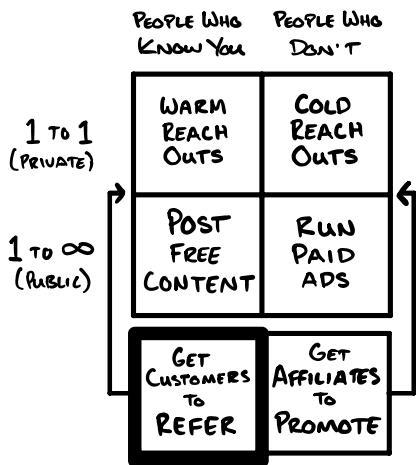 PEOPLE WHO
KNOW YOU
PEOPLE WHO
DON'T
1 TO 1
(PRIVATE)
WARM
REACH
OUTS
COLD
REACH
OUTS
1 TO ∞
(PUBLIC)
POST
FREE
CONTENT
RUN
PAID
ADS
GET
CUSTOMERS
TO
REFER
GET
AFFILIATES
TO
PROMOTE